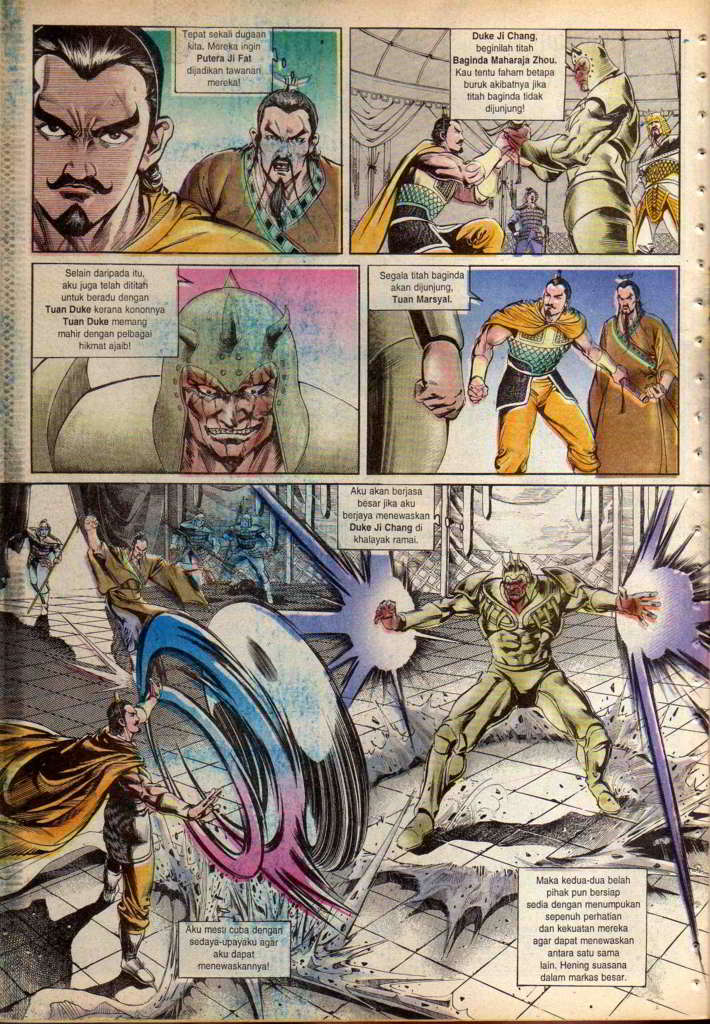 Tepat sekali dugaan
kita. Mereka ingin
Putera Ji Fat
dijadikan tawanan
mereka!
Duke Ji Chang,
beginilah titah
Baginda Maharaja Zhou.
Kau tentu faham betapa
buruk akibatnya jika
titah baginda tidak
dijunjung!
Selain daripada itu,
aku juga telah dititah
untuk beradu dengan
Tuan Duke kerana kononnya
Tuan Duke memang
mahir dengan pelbagai
hikmat ajaib!
Segala titah baginda
akan dijunjung,
Tuan Marsyal.
Aku akan berjasa
besar jika aku
berjaya menewaskan
Duke Ji Chang di
khalayak ramai.
Aku mesti cuba dengan
sedaya-upayaku agar
aku dapat
menewaskannya!
Maka kedua-dua belah
pihak pun bersiap
sedia dengan menumpukan
sepenuh perhatian
dan kekuatan mereka
agar dapat menewaskan
antara satu sama
lain. Hening suasana
dalam markas besar.